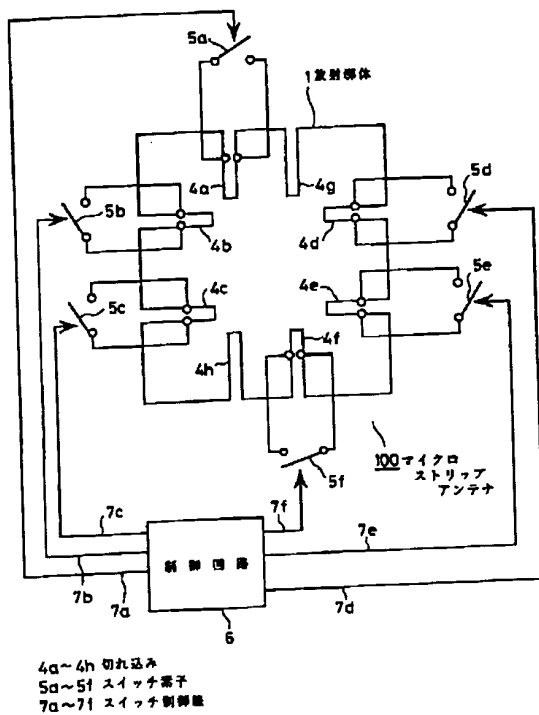 5a
1放射導体
4a
4g
5b
4b
5d
4d
5c
4c
4e
5e
4h
4f
5f
100マイクロ
ストリップ
アンテナ
7c
7f
7e
7b
7a
制御回路
6
7d
4a~4h 切れ込み
5a~5f スイッチ素子
7a~7f スイッチ制御線